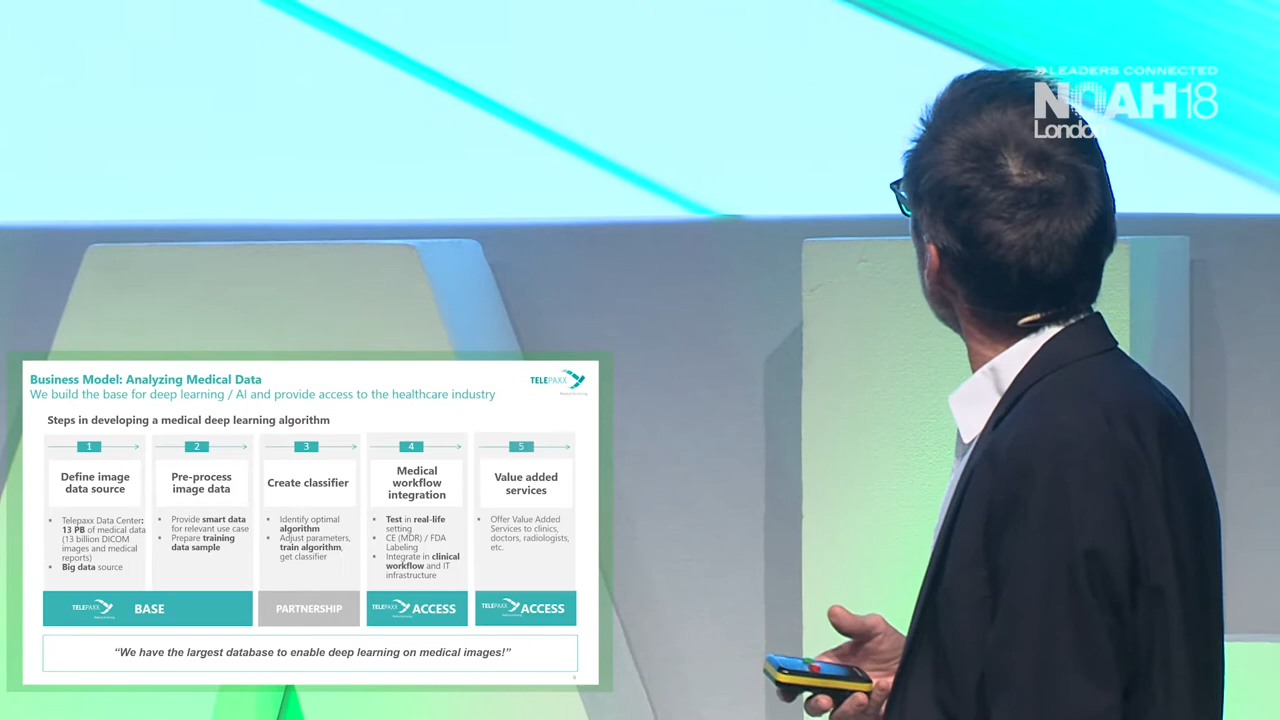 LEADERS CONNECTED
NOAH18
London
Business Model: Analyzing Medical Data
We build the base for deep learning / AI and provide access to the healthcare industry
TELEPAXX
Steps in developing a medical deep learning algorithm
1
2
3
4
5
Define image
data source
Pre-process
image data
Create classifier
Medical
workflow
integration
Value added
services
▪ Telepaxx Data Center:
13 PB of medical data
(13 billion DICOM
images and medical
reports)
▪ Big data source
▪ Provide smart data
for relevant use case
▪ Prepare training
data sample
▪ Identify optimal
algorithm
▪ Adjust parameters,
train algorithm,
get classifier
▪ Test in real-life
setting
▪ CE (MDR) / FDA
Labeling
▪ Integrate in clinical
workflow and IT
infrastructure
▪ Offer Value Added
Services to clinics,
doctors, radiologists,
etc.
TELEPAXX BASE
PARTNERSHIP
TELEPAXX ACCESS
TELEPAXX ACCESS
“We have the largest database to enable deep learning on medical images!”